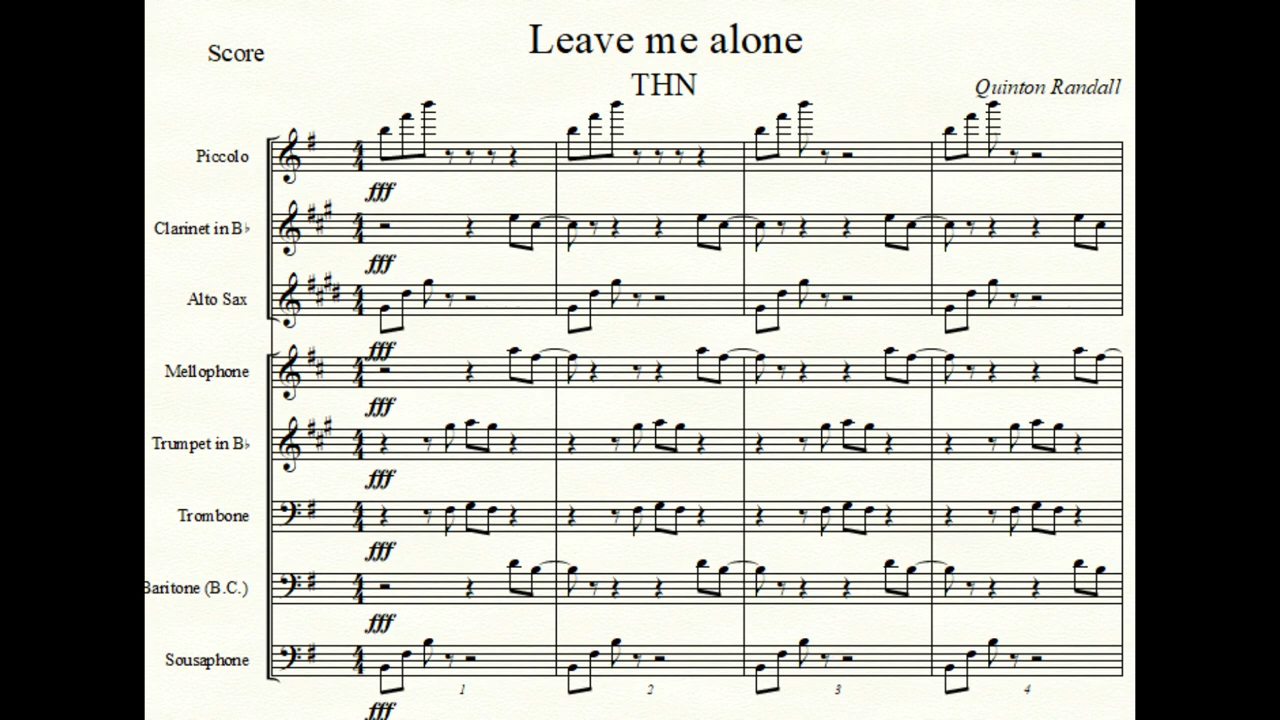 Leave me alone
Score
THN
Quinton Randall
Piccolo
fff
Clarinet in B♭
fff
Alto Sax
fff
Mellophone
fff
Trumpet in B♭
fff
Trombone
fff
Baritone (B.C.)
fff
Sousaphone
1 2 3 4
fff